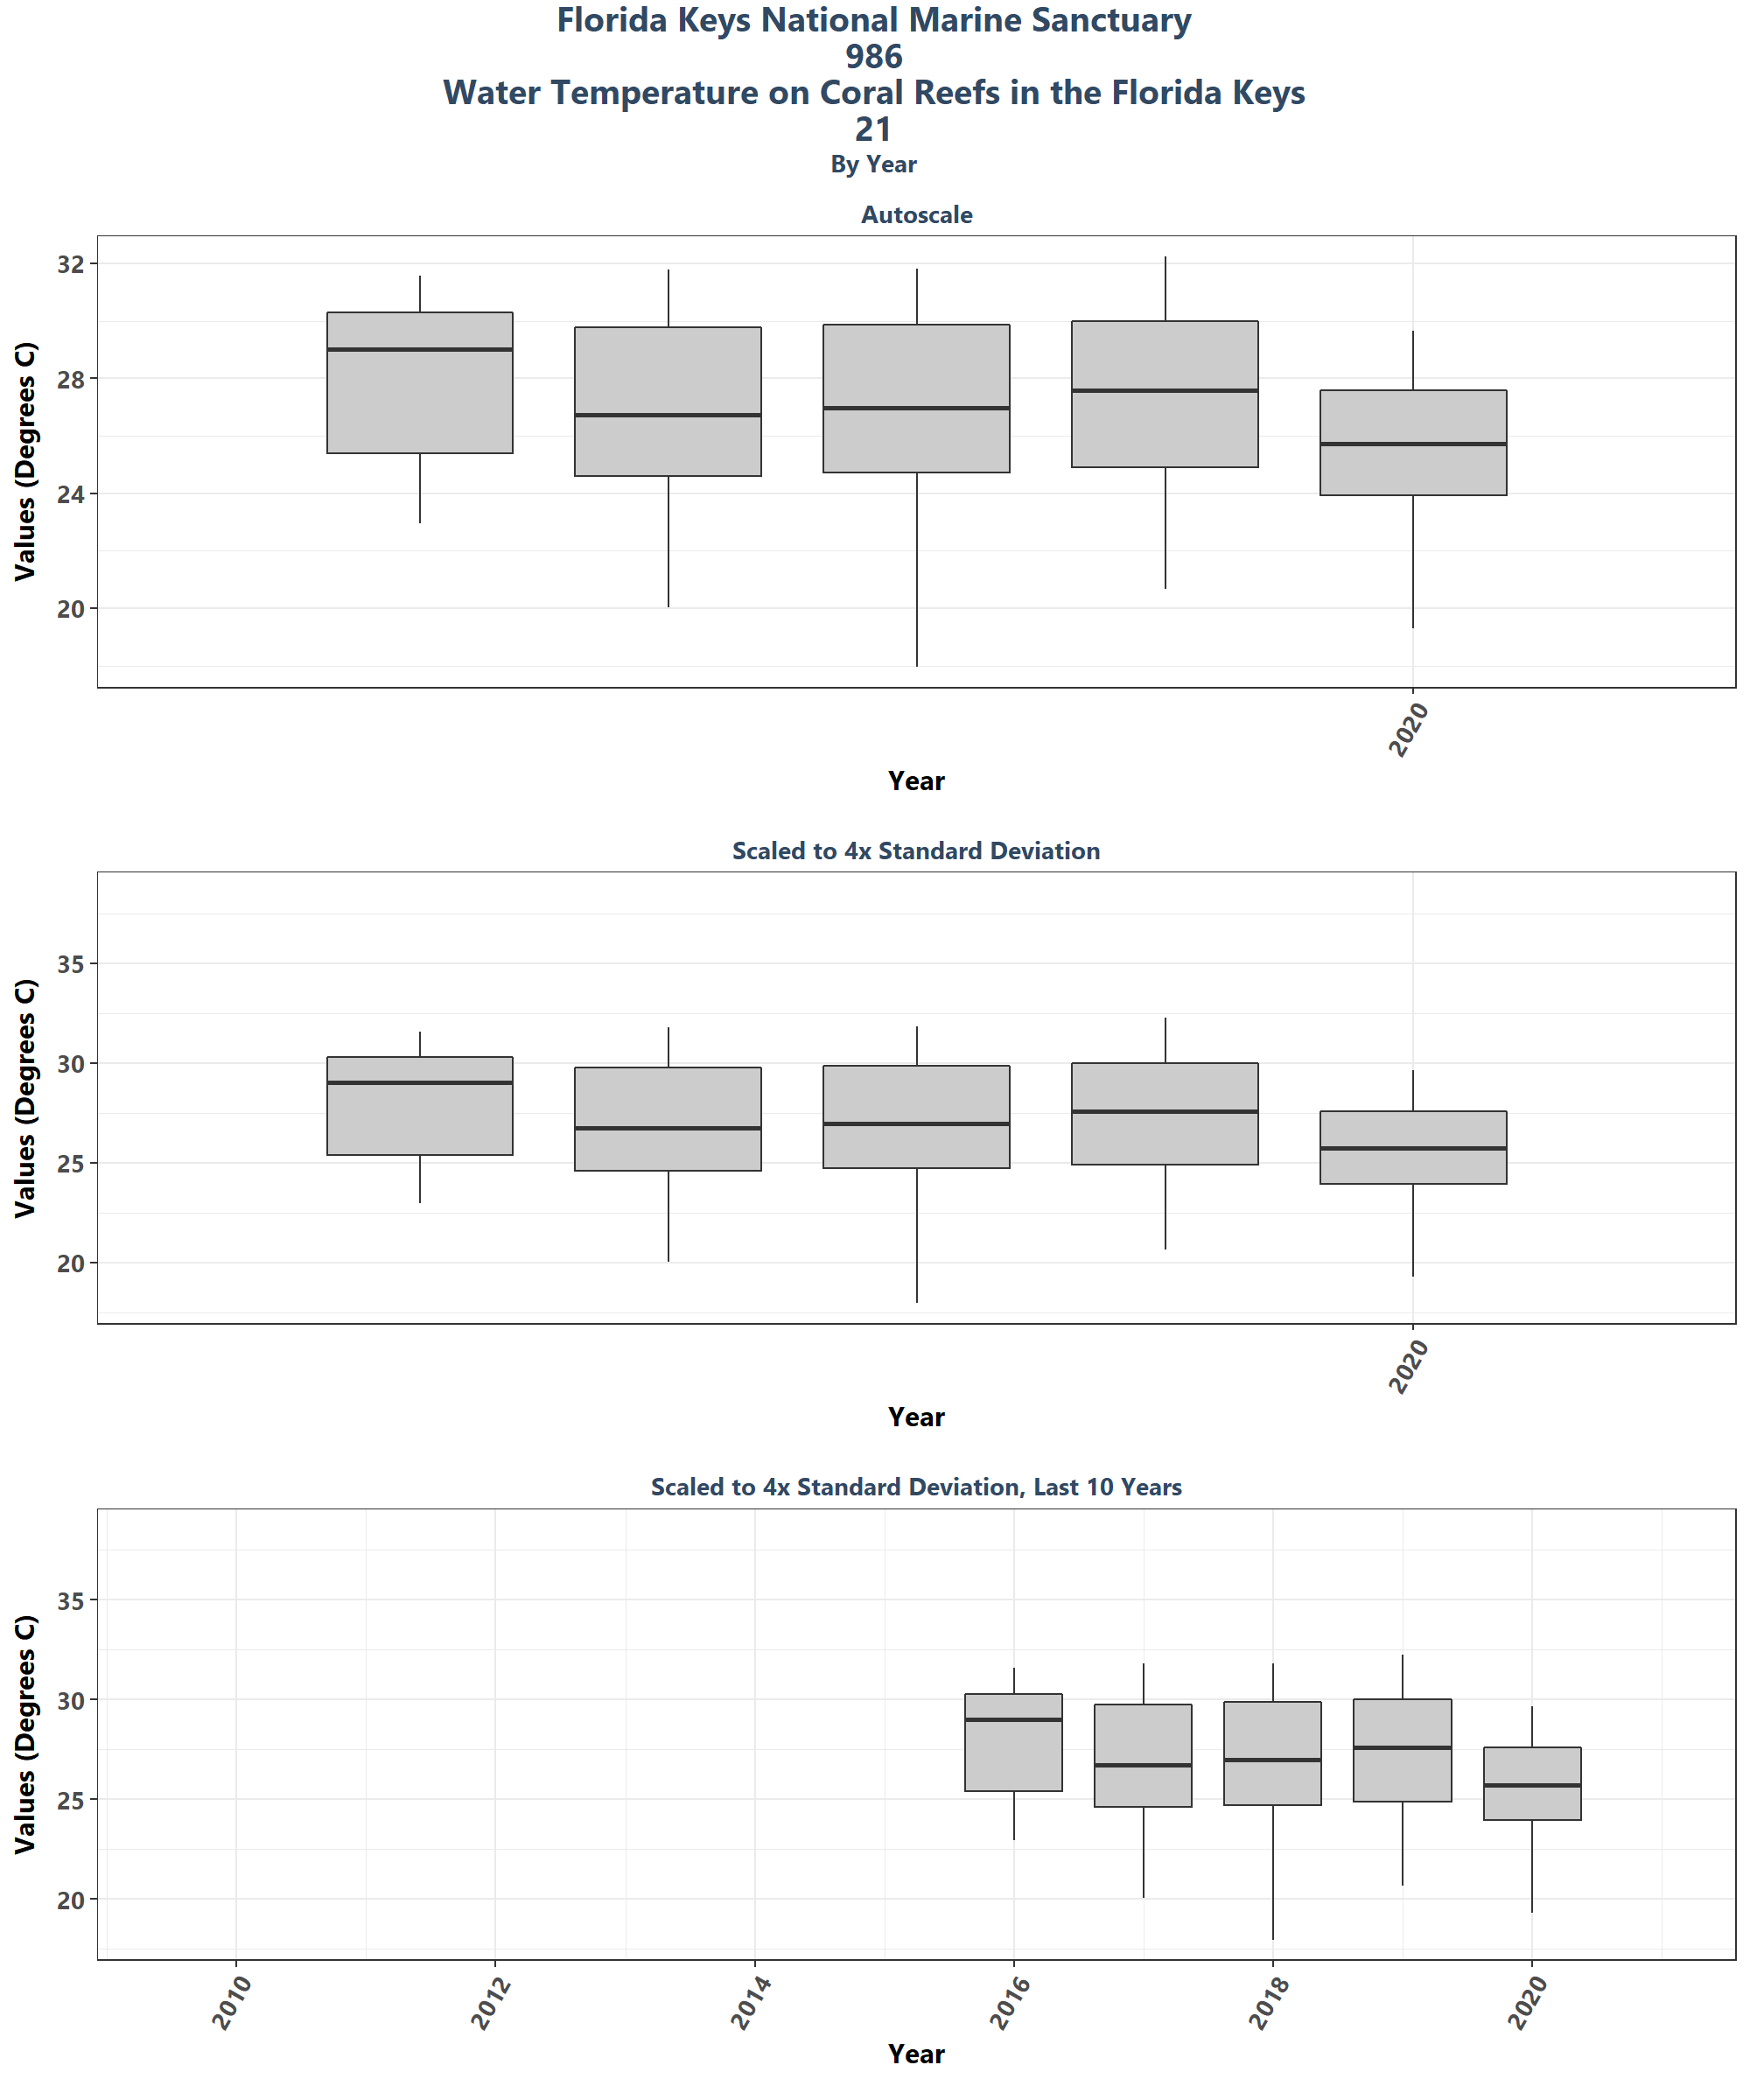 Florida Keys National Marine Sanctuary
986
Water Temperature on Coral Reefs in the Florida Keys
21
By Year
Autoscale
Values (Degrees C)
32
28
24
20
2020
Year
Scaled to 4x Standard Deviation
Values (Degrees C)
35
30
25
20
2020
Year
Scaled to 4x Standard Deviation, Last 10 Years
Values (Degrees C)
35
30
25
20
2010 2012 2014 2016 2018 2020
Year